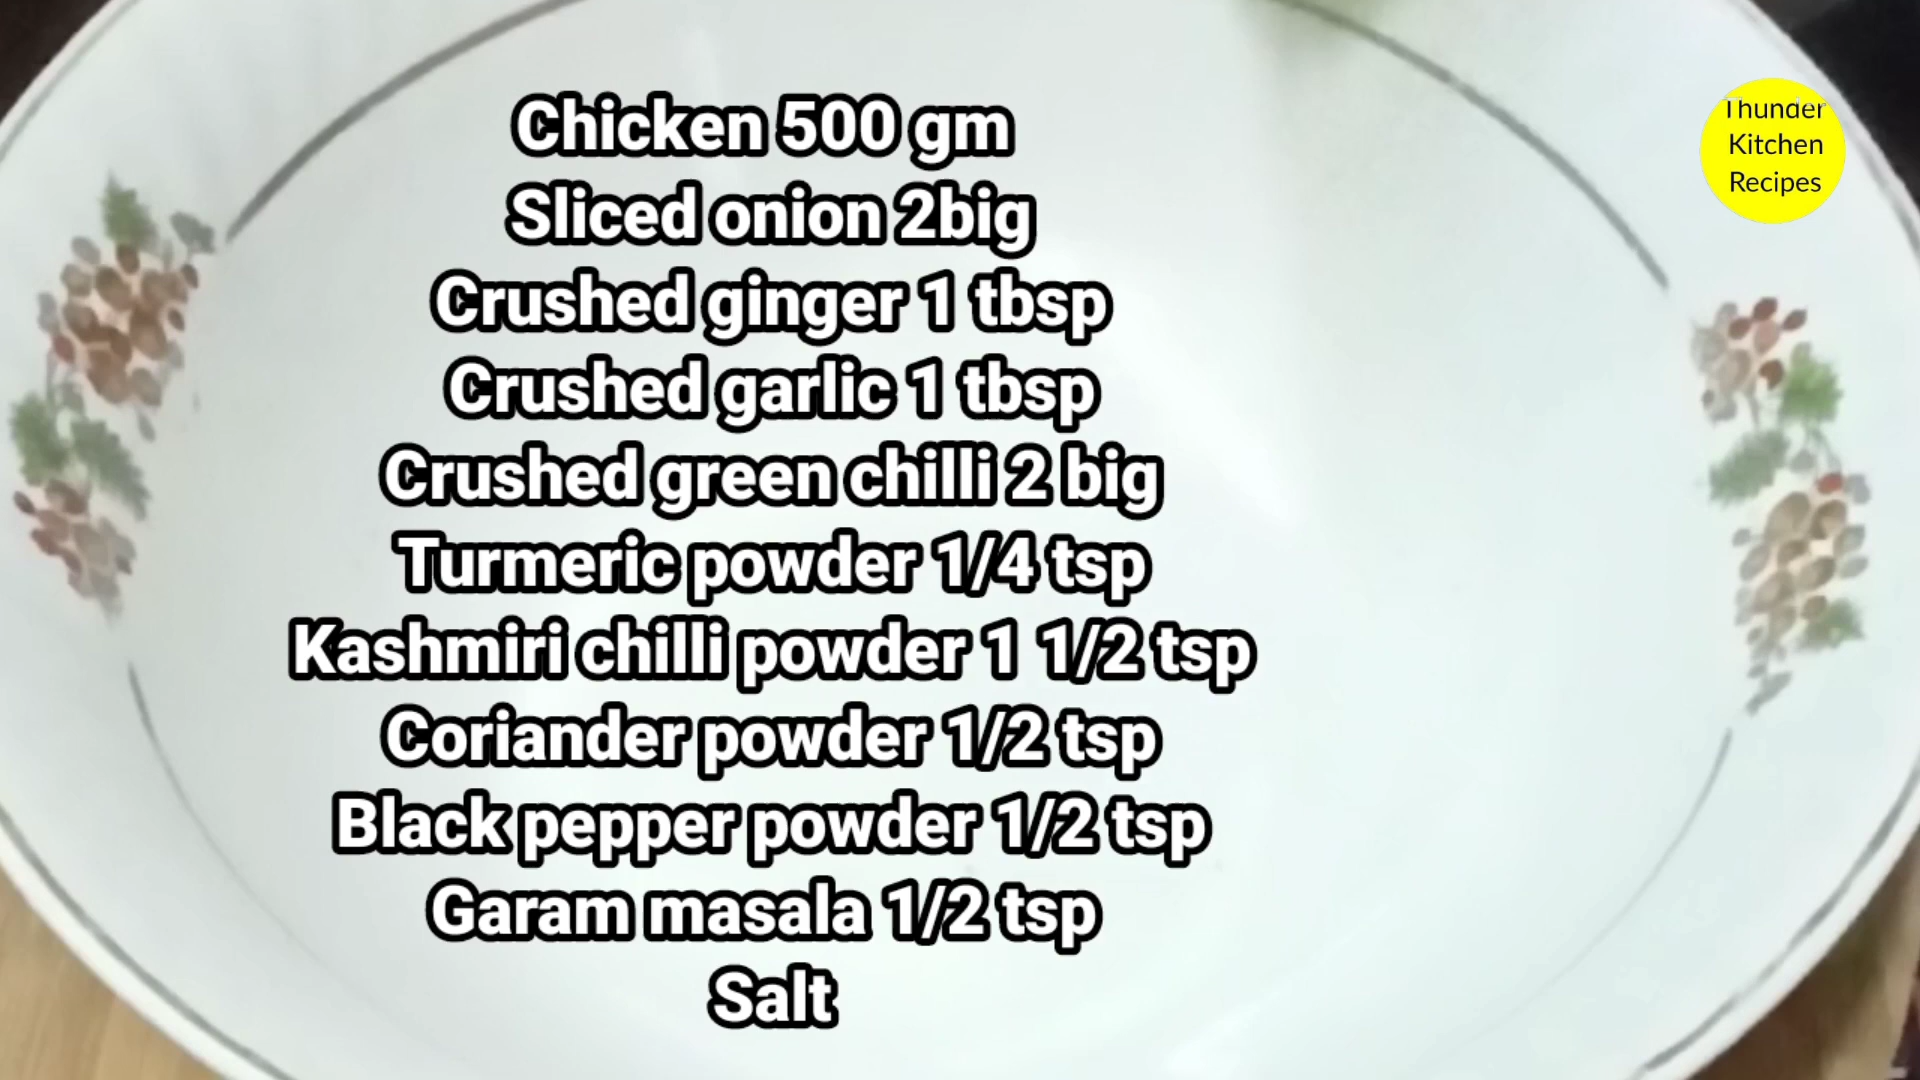 Chicken 500 gm
Sliced onion 2big
Crushed ginger 1 tbsp
Crushed garlic 1 tbsp
Crushed green chilli 2 big
Turmeric powder 1/4 tsp
Kashmiri chilli powder 1 1/2 tsp
Coriander powder 1/2 tsp
Black pepper powder 1/2 tsp
Garam masala 1/2 tsp
Salt
Thunder
Kitchen
Recipes